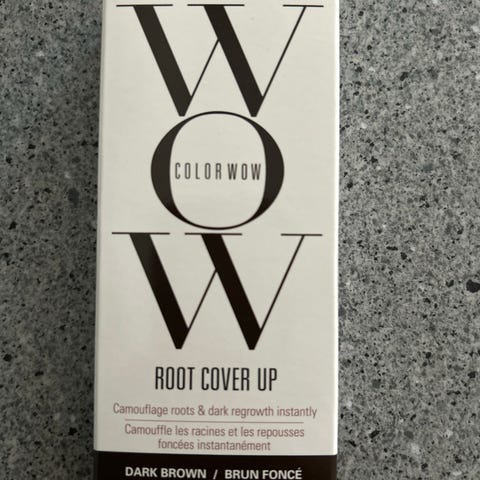 W
O
COLOR WOW
W
ROOT COVER UP
Camouflage roots & dark regrowth instantly
Camouffle les racines et les repousses
foncées instantanément
DARK BROWN / BRUN FONCÉ